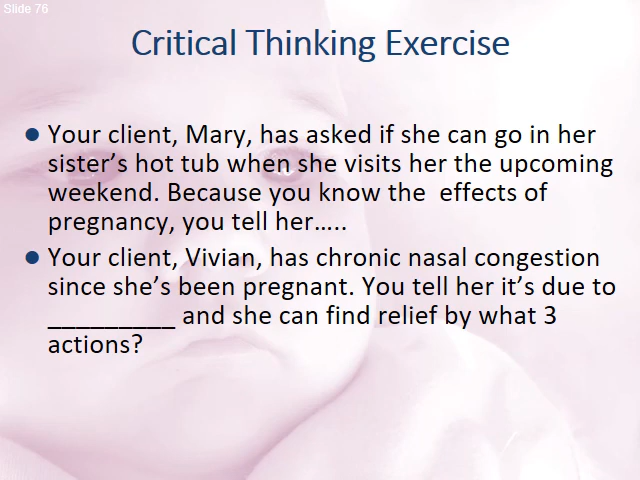 Slide 76
Critical Thinking Exercise
● Your client, Mary, has asked if she can go in her
sister’s hot tub when she visits her the upcoming
weekend. Because you know the  effects of
pregnancy, you tell her…..
● Your client, Vivian, has chronic nasal congestion
since she’s been pregnant. You tell her it’s due to
_________ and she can find relief by what 3
actions?